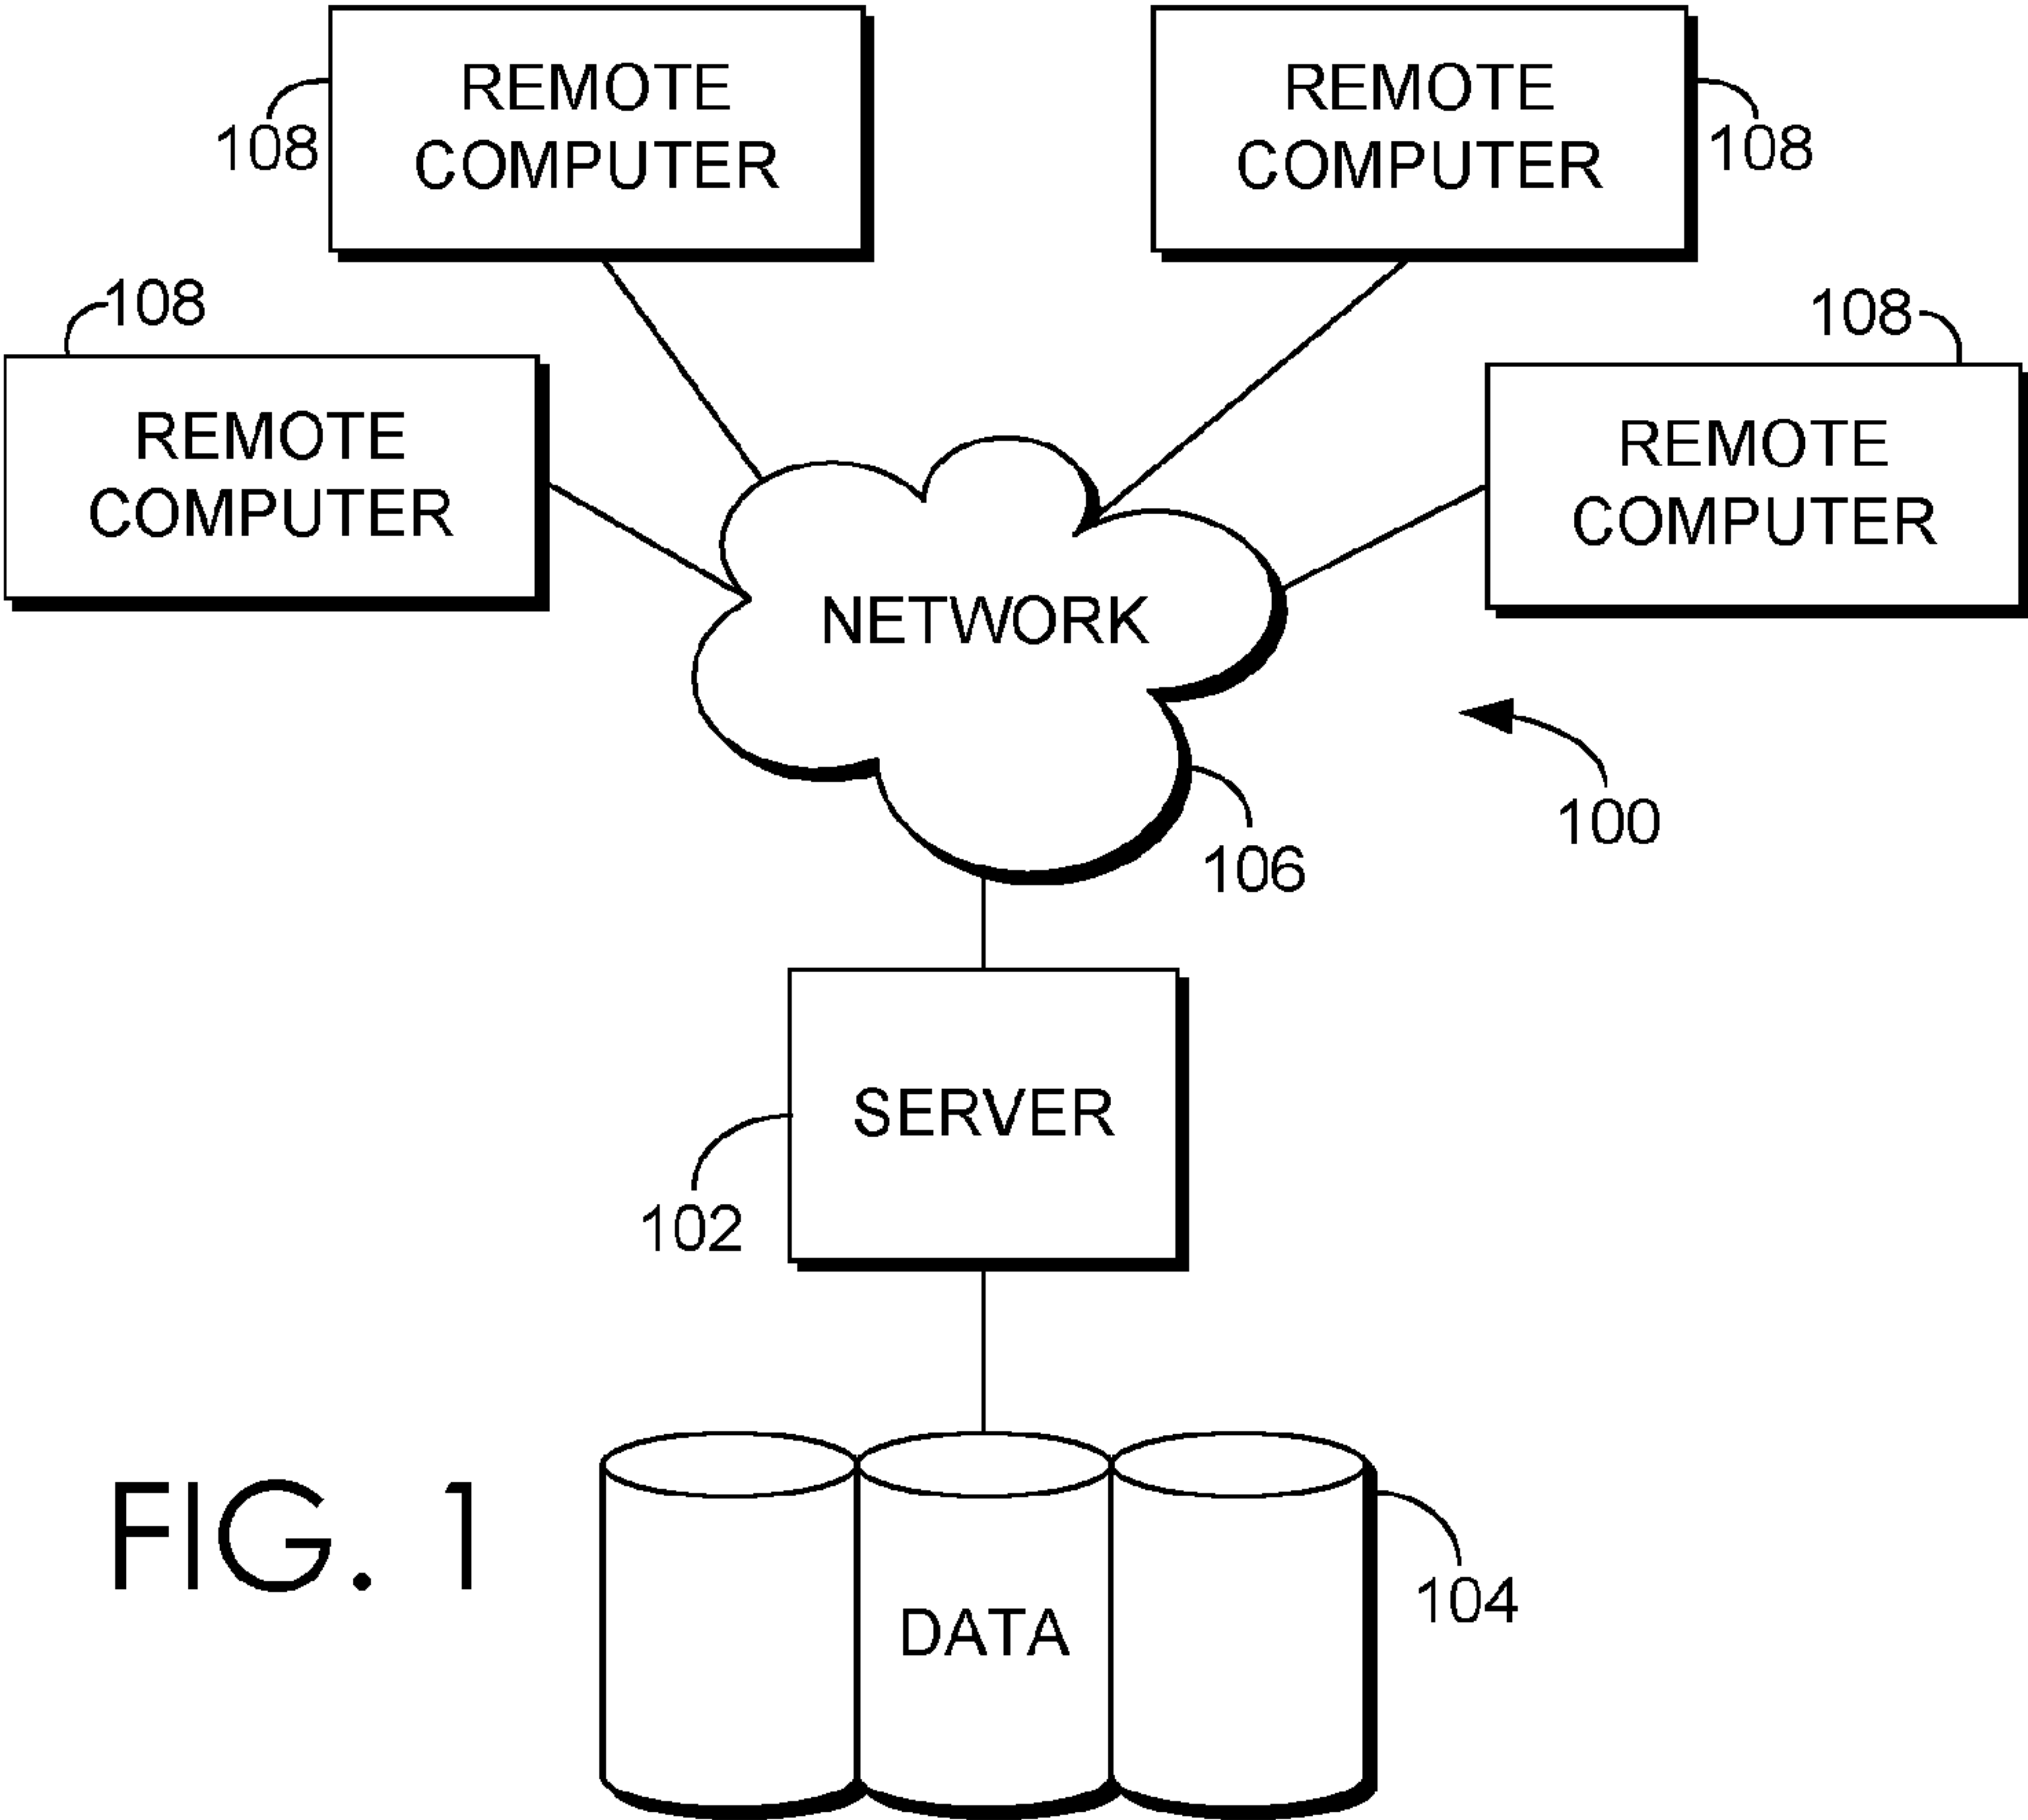 REMOTE
COMPUTER
108
REMOTE
COMPUTER
108
108
REMOTE
COMPUTER
108
REMOTE
COMPUTER
NETWORK
100
106
SERVER
102
FIG. 1
DATA
104